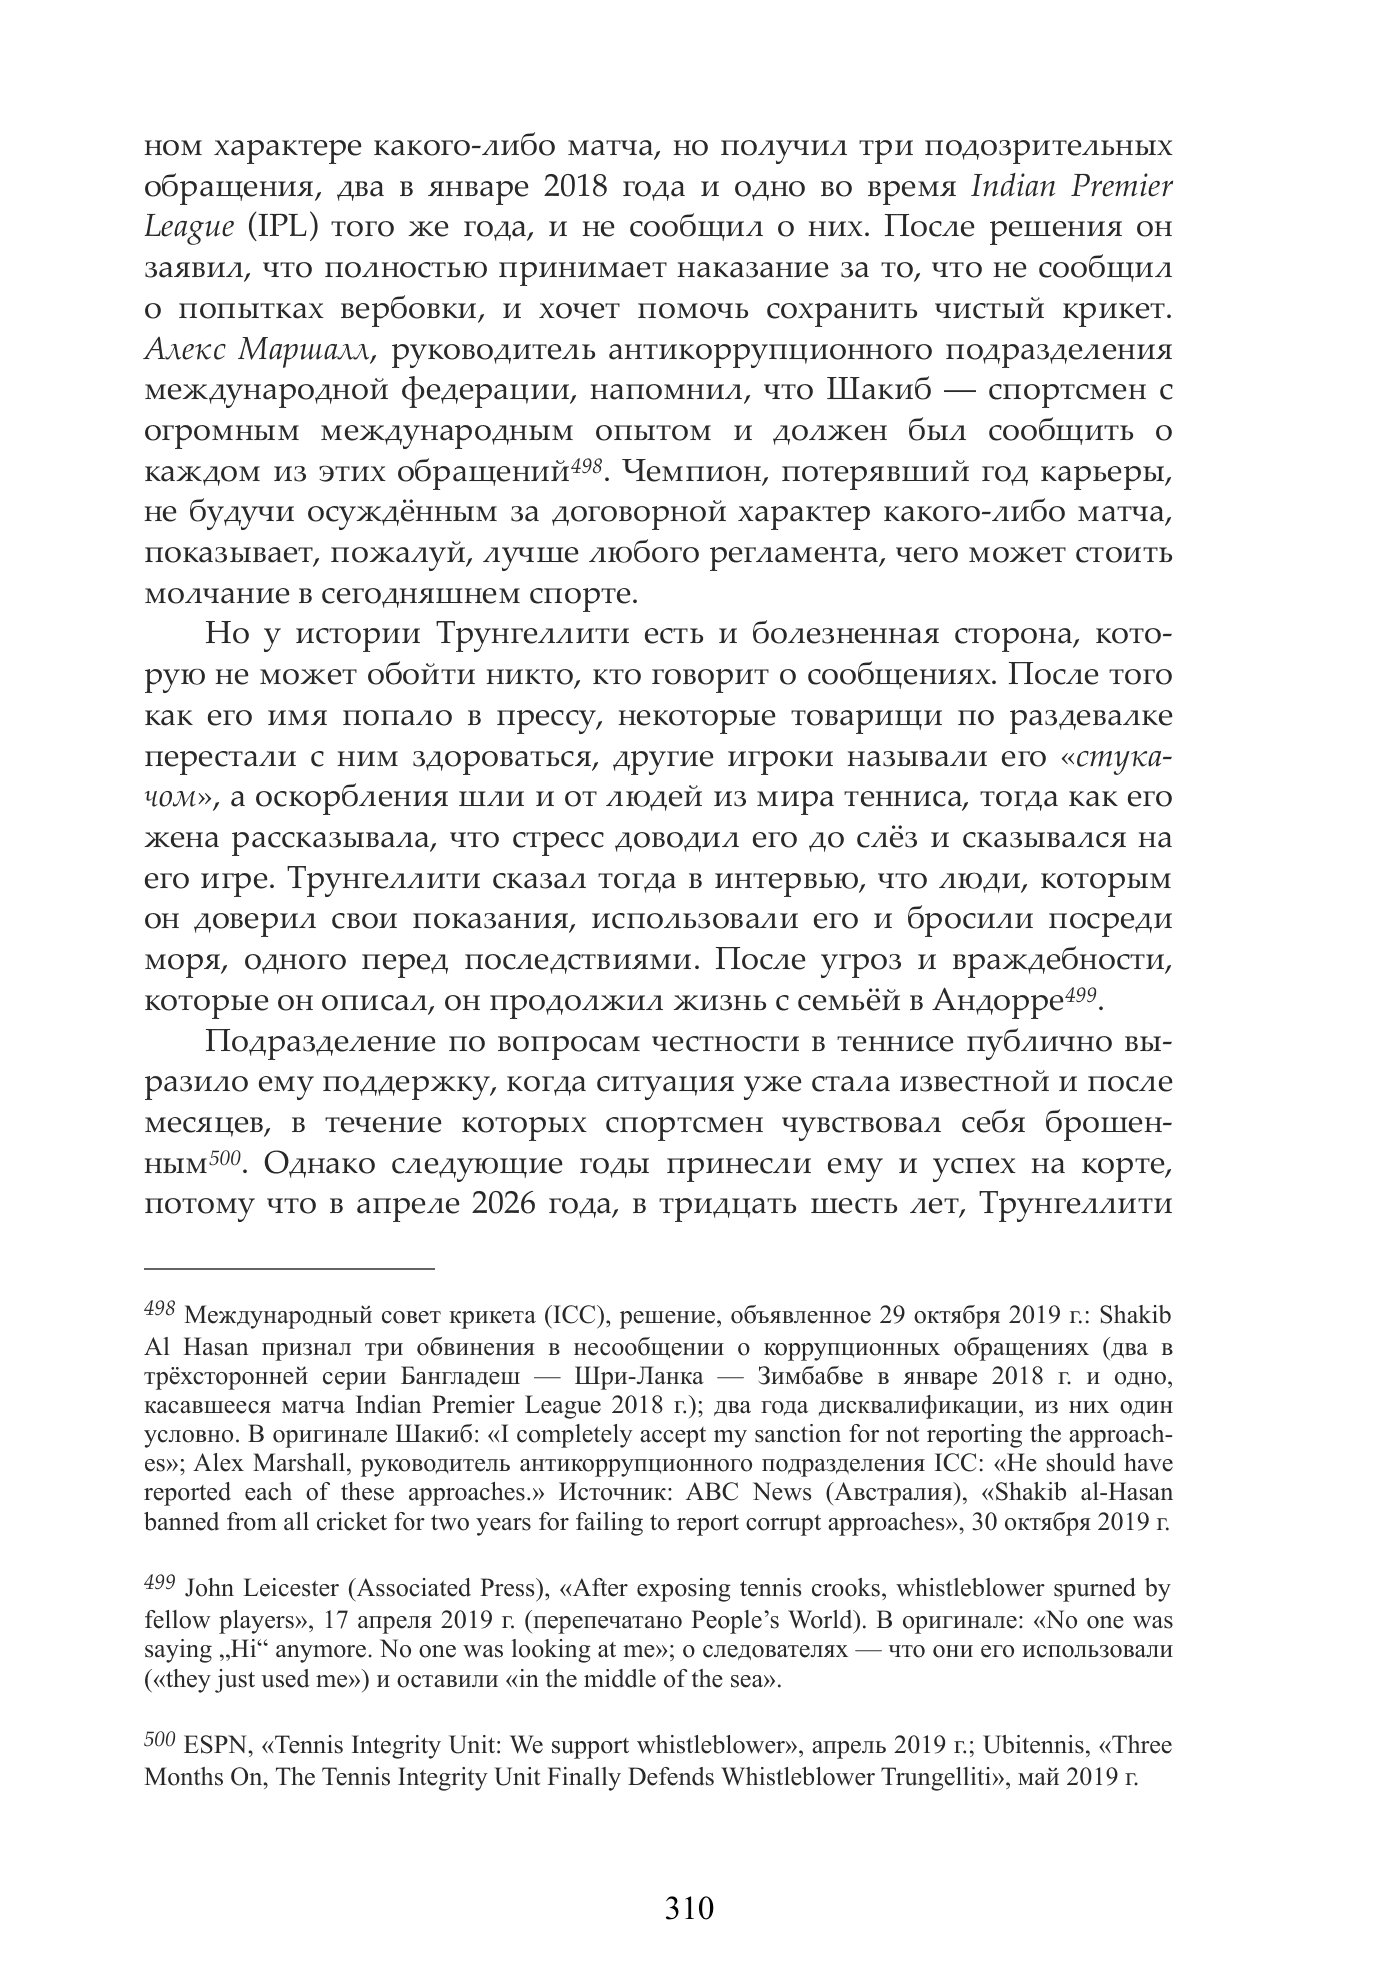 ном характере какого-либо матча, но получил три подозрительных
обращения, два в январе 2018 года и одно во время Indian Premier
League (IPL) того же года, и не сообщил о них. После решения он
заявил, что полностью принимает наказание за то, что не сообщил
о попытках вербовки, и хочет помочь сохранить чистый крикет.
Алекс Маршалл, руководитель антикоррупционного подразделения
международной федерации, напомнил, что Шакиб — спортсмен с
огромным международным опытом и должен был сообщить о
каждом из этих обращений498. Чемпион, потерявший год карьеры,
не будучи осуждённым за договорной характер какого-либо матча,
показывает, пожалуй, лучше любого регламента, чего может стоить
молчание в сегодняшнем спорте.
Но у истории Трунгеллити есть и болезненная сторона, кото-
рую не может обойти никто, кто говорит о сообщениях. После того
как его имя попало в прессу, некоторые товарищи по раздевалке
перестали с ним здороваться, другие игроки называли его «стука-
чом», а оскорбления шли и от людей из мира тенниса, тогда как его
жена рассказывала, что стресс доводил его до слёз и сказывался на
его игре. Трунгеллити сказал тогда в интервью, что люди, которым
он доверил свои показания, использовали его и бросили посреди
моря, одного перед последствиями. После угроз и враждебности,
которые он описал, он продолжил жизнь с семьёй в Андорре499.
Подразделение по вопросам честности в теннисе публично вы-
разило ему поддержку, когда ситуация уже стала известной и после
месяцев, в течение которых спортсмен чувствовал себя брошен-
ным500. Однако следующие годы принесли ему и успех на корте,
потому что в апреле 2026 года, в тридцать шесть лет, Трунгеллити
498 Международный совет крикета (ICC), решение, объявленное 29 октября 2019 г.: Shakib
Al Hasan признал три обвинения в несообщении о коррупционных обращениях (два в
трёхсторонней серии Бангладеш — Шри-Ланка — Зимбабве в январе 2018 г. и одно,
касавшееся матча Indian Premier League 2018 г.); два года дисквалификации, из них один
условно. В оригинале Шакиб: «I completely accept my sanction for not reporting the approach-
es»; Alex Marshall, руководитель антикоррупционного подразделения ICC: «He should have
reported each of these approaches.» Источник: ABC News (Австралия), «Shakib al-Hasan
banned from all cricket for two years for failing to report corrupt approaches», 30 октября 2019 г.
499 John Leicester (Associated Press), «After exposing tennis crooks, whistleblower spurned by
fellow players», 17 апреля 2019 г. (перепечатано People’s World). В оригинале: «No one was
saying „Hi“ anymore. No one was looking at me»; о следователях — что они его использовали
(«they just used me») и оставили «in the middle of the sea».
500 ESPN, «Tennis Integrity Unit: We support whistleblower», апрель 2019 г.; Ubitennis, «Three
Months On, The Tennis Integrity Unit Finally Defends Whistleblower Trungelliti», май 2019 г.
310